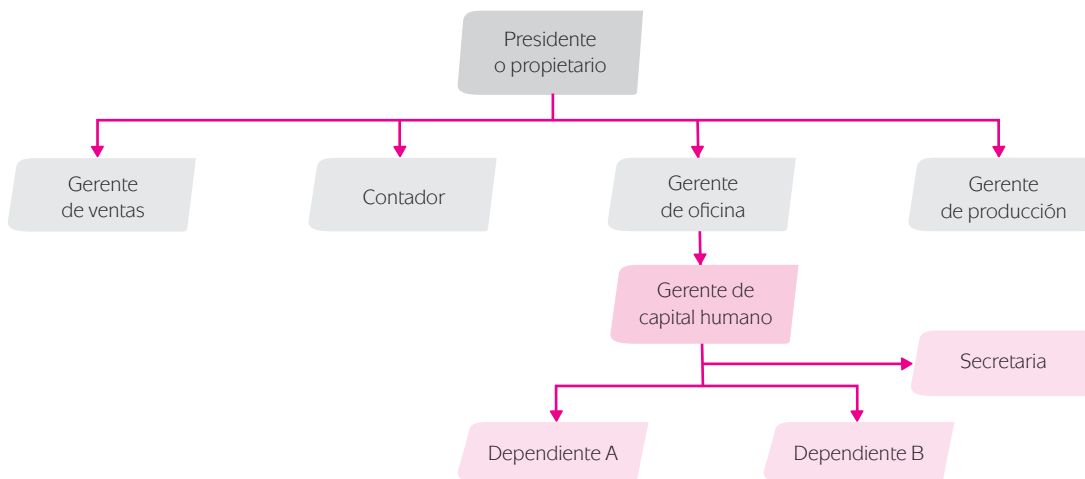 Presidente
o propietario
Gerente
de ventas
Contador
Gerente
de oficina
Gerente
de producción
Gerente de
capital humano
Secretaria
Dependiente A
Dependiente B